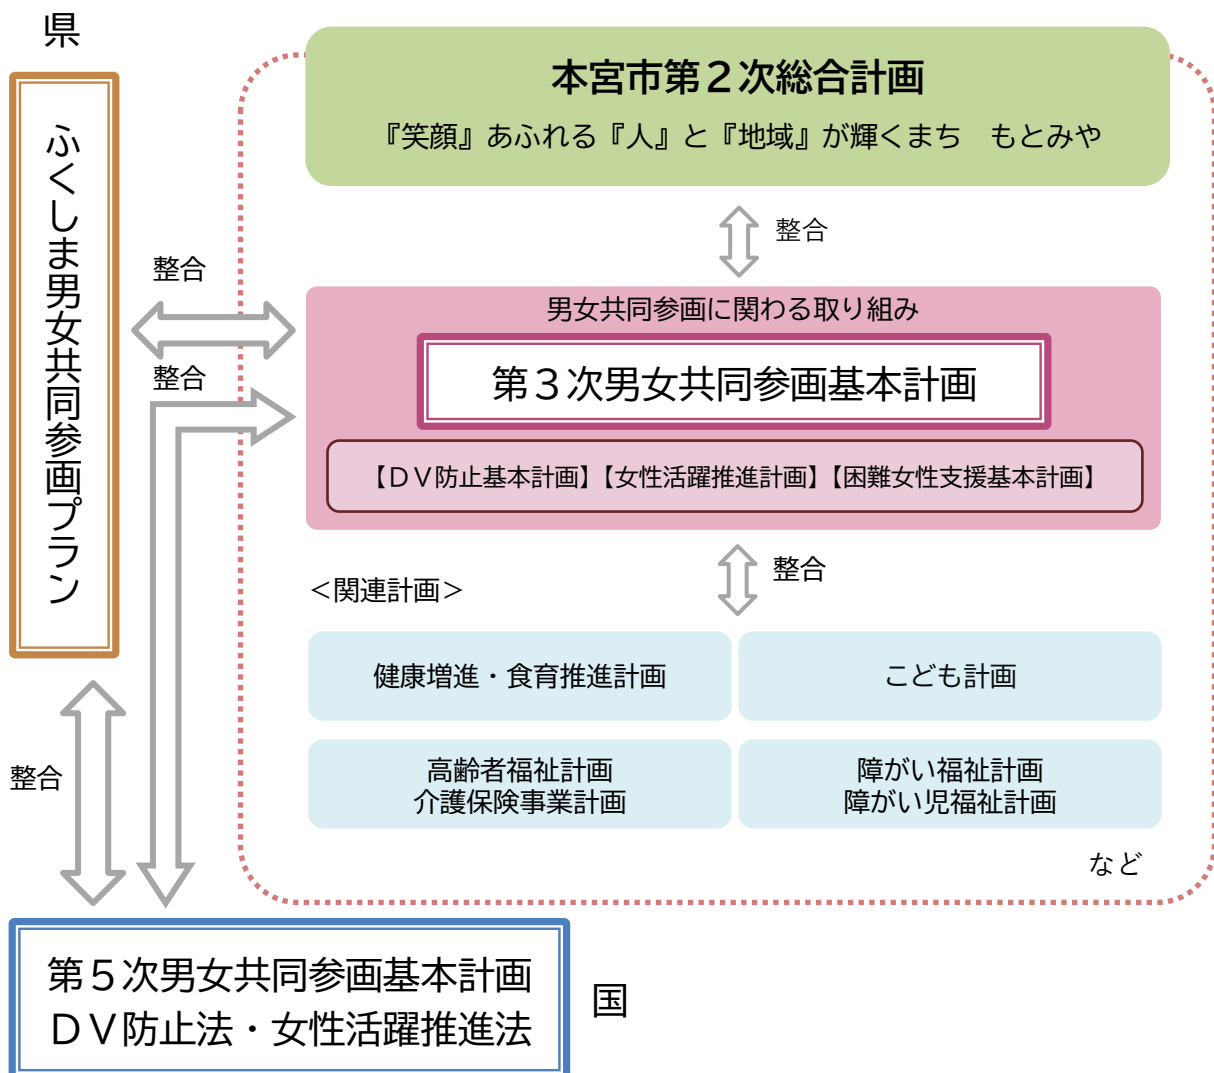 県
ふくしま男女共同参画プラン
本宮市第２次総合計画
『笑顔』あふれる『人』と『地域』が輝くまち　もとみや
整合
整合
男女共同参画に関わる取り組み
整合
第３次男女共同参画基本計画
【ＤＶ防止基本計画】【女性活躍推進計画】【困難女性支援基本計画】
整合
＜関連計画＞
健康増進・食育推進計画
こども計画
高齢者福祉計画
介護保険事業計画
障がい福祉計画
障がい児福祉計画
など
整合
第５次男女共同参画基本計画
ＤＶ防止法・女性活躍推進法
国